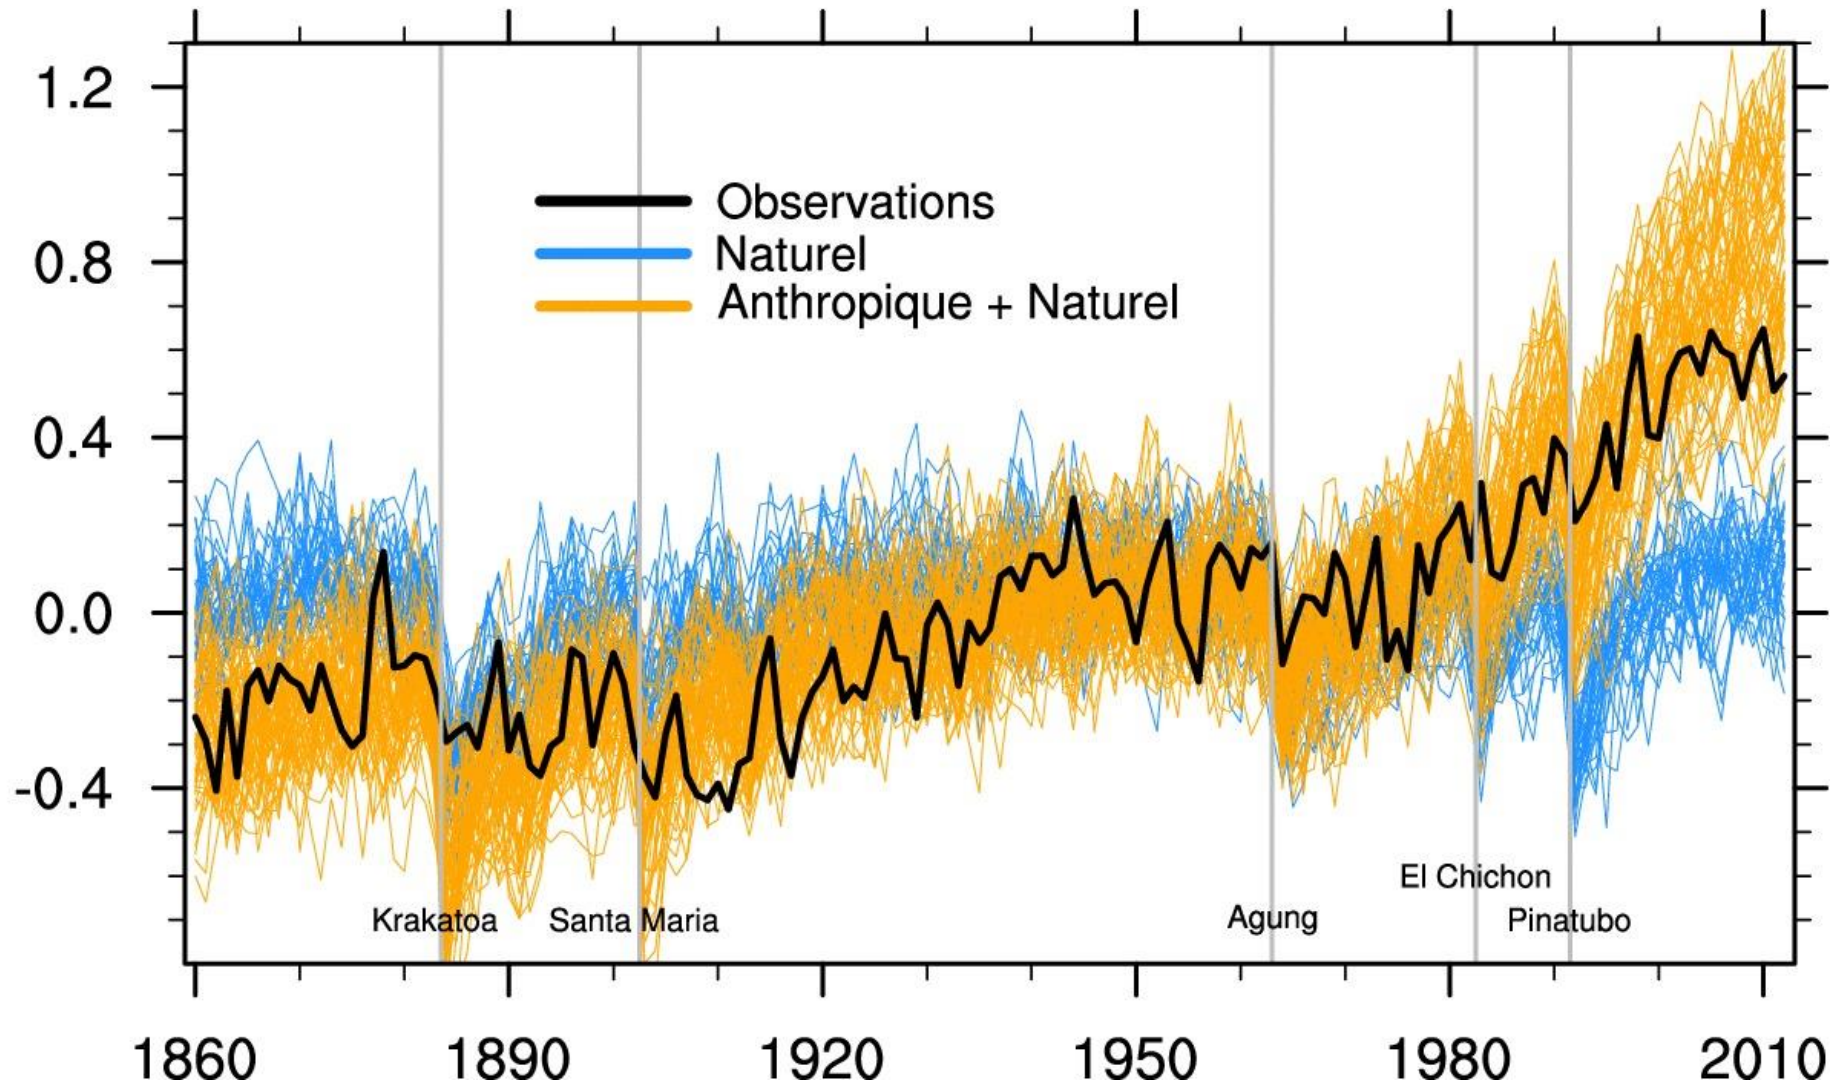 1.2
0.8
0.4
0.0
-0.4
Observations
Naturel
Anthropique + Naturel
El Chichon
Krakatoa
Santa Maria
Agung
Pinatubo
1860
1890
1920
1950
1980
2010